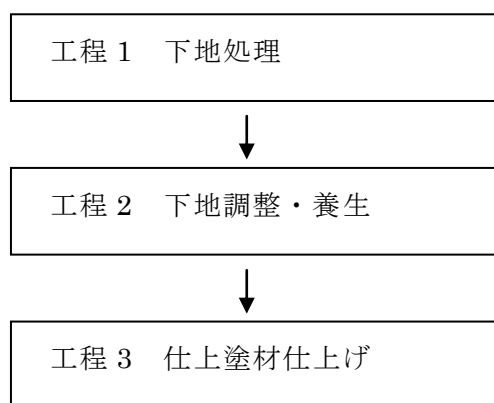 工程 1　下地処理
工程 2　下地調整・養生
工程 3　仕上塗材仕上げ